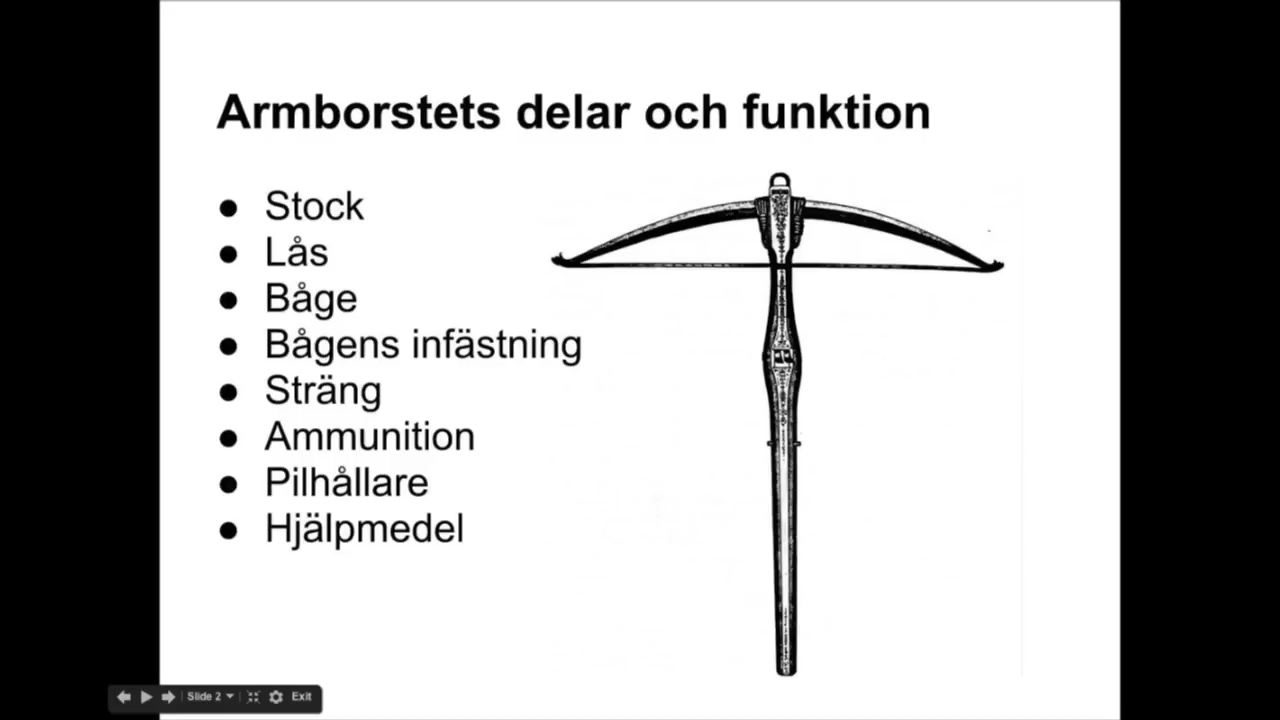 Armborstets delar och funktion
● Stock
● Lås
● Båge
● Bågens infästning
● Sträng
● Ammunition
● Pilhållare
● Hjälpmedel
Slide 2
Exit